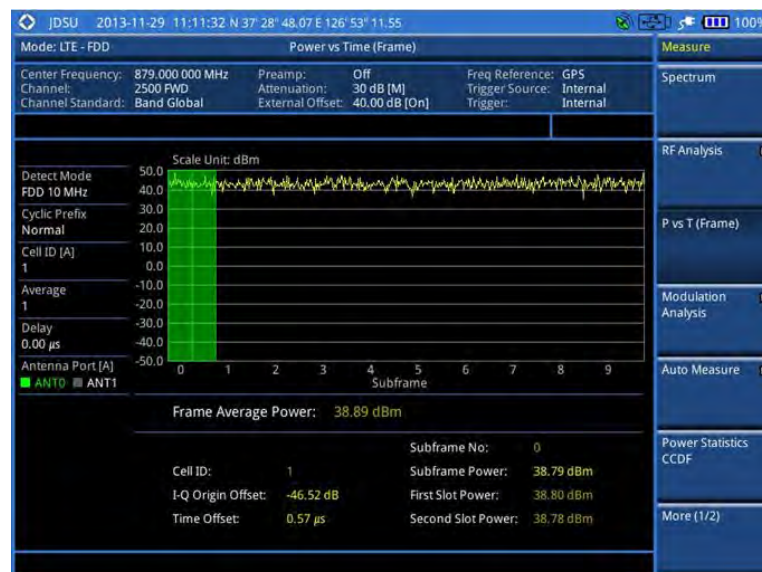 JDSU 2013-11-29 11:11:32 N 37° 28" 48.07 E 126° 53" 11.55 100%
Mode: LTE - FDD Power vs Time (Frame) Measure
Center Frequency: 879.000 000 MHz Preamp: Off Freq Reference: GPS
Channel: 2500 FWD Attenuation: 30 dB [M] Trigger Source: Internal
Channel Standard: Band Global External Offset: 40.00 dB [On] Trigger: Internal
Spectrum
RF Analysis
P vs T (Frame)
Modulation
Analysis
Auto Measure
Power Statistics
CCDF
More (1/2)
Detect Mode
FDD 10 MHz
Cyclic Prefix
Normal
Cell ID [A]
1
Average
1
Delay
0.00 µs
Antenna Port [A]
ANT0 ANT1
Scale Unit: dBm
50.0
40.0
30.0
20.0
10.0
0.0
-10.0
-20.0
-30.0
-40.0
-50.0
0 1 2 3 4 5 6 7 8 9
Subframe
Frame Average Power: 38.89 dBm
Subframe No: 0
Cell ID: 1 Subframe Power: 38.79 dBm
I-Q Origin Offset: -46.52 dB First Slot Power: 38.80 dBm
Time Offset: 0.57 µs Second Slot Power: 38.78 dBm